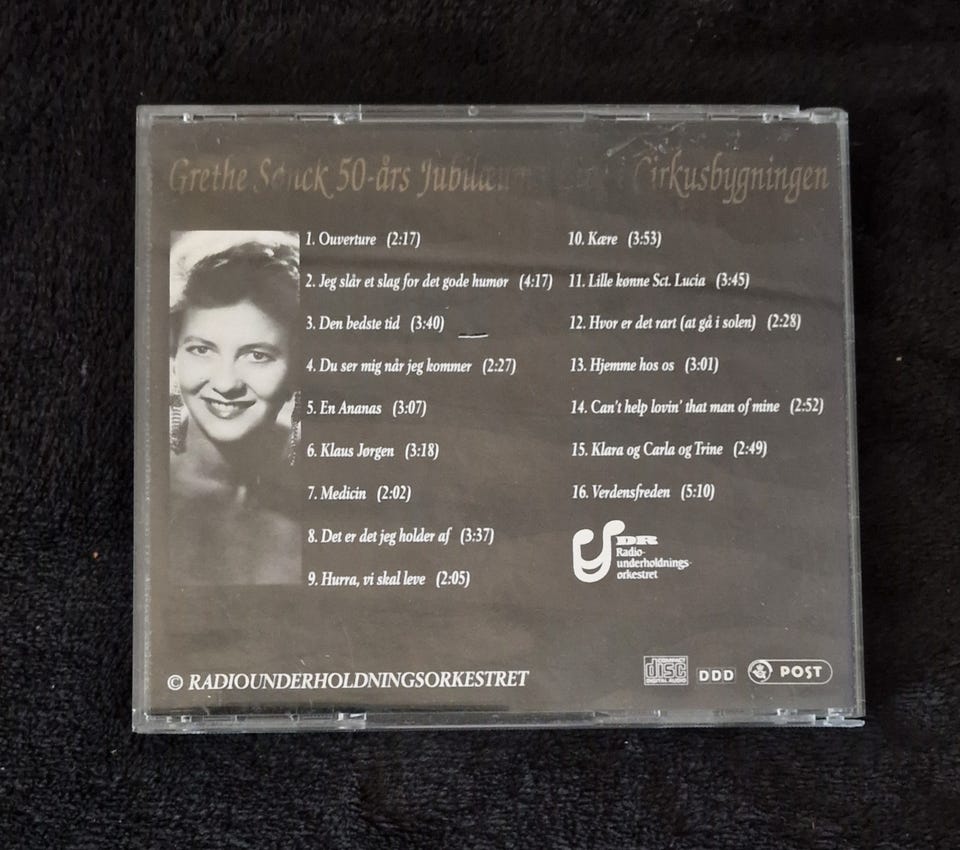 Grethe Sønck 50-års Jubilæum Cirkusbygningen
1. Ouverture (2:17)
2. Jeg slår et slag for det gode humør (4:17)
3. Den bedste tid (3:40)
4. Du ser mig når jeg kommer (2:27)
5. En Ananas (3:07)
6. Klaus Jørgen (3:18)
7. Medicin (2:02)
8. Det er det jeg holder af (3:37)
9. Hurra, vi skal leve (2:05)
10. Kære (3:53)
11. Lille kønne Sct. Lucia (3:45)
12. Hvor er det rart (at gå i solen) (2:28)
13. Hjemme hos os (3:01)
14. Can't help lovin' that man of mine (2:52)
15. Klara og Carla og Trine (2:49)
16. Verdensfreden (5:10)
DR
Radio-
underholdnings-
orkestret
© RADIOUNDERHOLDNINGSORKESTRET
COMPACT
disc
DIGITAL AUDIO
DDD
POST